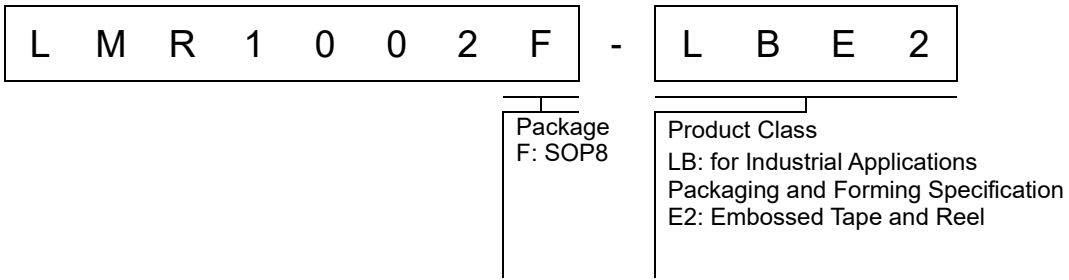 L M R 1 0 0 2 F - L B E 2
Package
F: SOP8
Product Class
LB: for Industrial Applications
Packaging and Forming Specification
E2: Embossed Tape and Reel